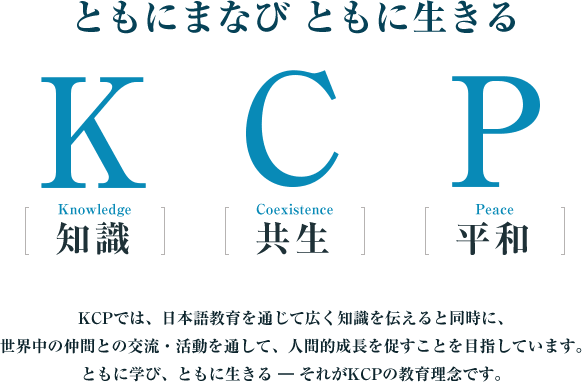 ともにまなび ともに生きる
K C P
Knowledge Coexistence Peace
知識 共生 平和
KCPでは、日本語教育を通じて広く知識を伝えると同時に、
世界中の仲間との交流・活動を通して、人間的成長を促すことを目指しています。
ともに学び、ともに生きる ― それがKCPの教育理念です。